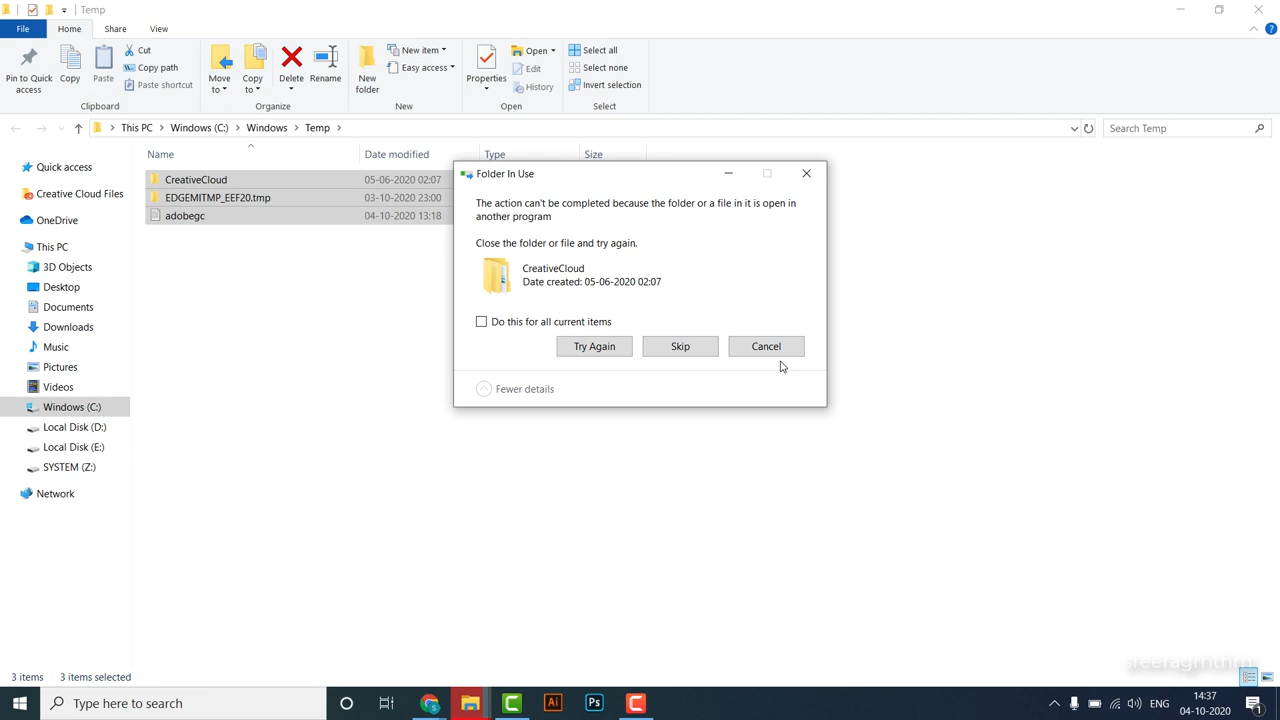 Temp
File Home Share View
Pin to Quick access
Copy
Paste
Cut
Copy path
Paste shortcut
Clipboard
Move to
Copy to
Delete
Rename
Organize
New folder
New item
Easy access
New
Properties
Open
Edit
History
Open
Select all
Select none
Invert selection
Select
This PC > Windows (C:) > Windows > Temp >
Search Temp
Name Date modified Type Size
CreativeCloud 05-06-2020 02:07
EDGEMITMP_EEF20.tmp 03-10-2020 23:00
adobegc 04-10-2020 13:18
Quick access
Creative Cloud Files
OneDrive
This PC
3D Objects
Desktop
Documents
Downloads
Music
Pictures
Videos
Windows (C:)
Local Disk (D:)
Local Disk (E:)
SYSTEM (Z:)
Network
Folder In Use
The action can't be completed because the folder or a file in it is open in
another program
Close the folder or file and try again.
CreativeCloud
Date created: 05-06-2020 02:07
Do this for all current items
Try Again Skip Cancel
Fewer details
sreeragrhythm
3 items 3 items selected
Type here to search
Ai
Ps
ENG
14:37
04-10-2020
1